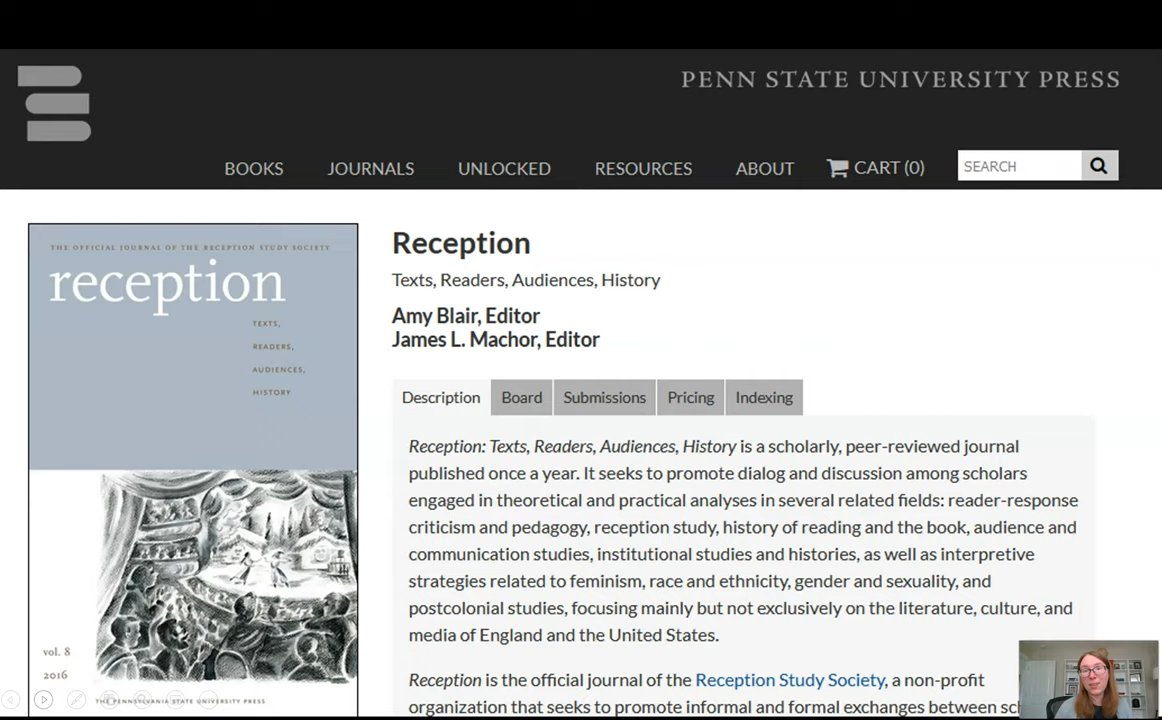 PENN STATE UNIVERSITY PRESS
BOOKS JOURNALS UNLOCKED RESOURCES ABOUT CART (0) SEARCH
THE OFFICIAL JOURNAL OF THE RECEPTION STUDY SOCIETY
reception
TEXTS,
READERS,
AUDIENCES,
HISTORY
vol. 8
2016
THE PENNSYLVANIA STATE UNIVERSITY PRESS
Reception
Texts, Readers, Audiences, History
Amy Blair, Editor
James L. Machor, Editor
Description Board Submissions Pricing Indexing
Reception: Texts, Readers, Audiences, History is a scholarly, peer-reviewed journal
published once a year. It seeks to promote dialog and discussion among scholars
engaged in theoretical and practical analyses in several related fields: reader-response
criticism and pedagogy, reception study, history of reading and the book, audience and
communication studies, institutional studies and histories, as well as interpretive
strategies related to feminism, race and ethnicity, gender and sexuality, and
postcolonial studies, focusing mainly but not exclusively on the literature, culture, and
media of England and the United States.
Reception is the official journal of the Reception Study Society, a non-profit
organization that seeks to promote informal and formal exchanges between